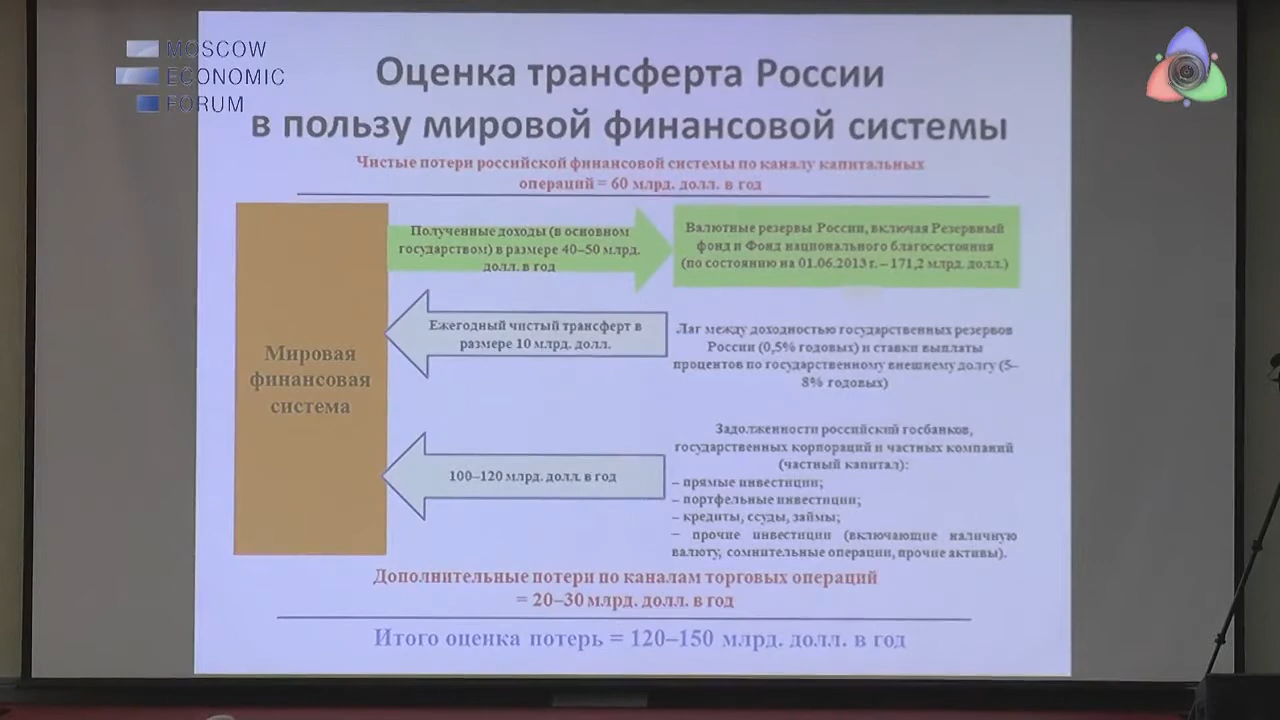 MOSCOW
ECONOMIC
FORUM
Оценка трансферта России
в пользу мировой финансовой системы
Чистые потери российской финансовой системы по каналу капитальных
операций = 60 млрд. долл. в год
Мировая
финансовая
система
Полученные доходы (в основном
государством) в размере 40–50 млрд.
долл. в год
Валютные резервы России, включая Резервный
фонд и Фонд национального благосостояния
(по состоянию на 01.06.2013 г. – 171,2 млрд. долл.)
Ежегодный чистый трансферт в
размере 10 млрд. долл.
Лаг между доходностью государственных резервов
России (0,5% годовых) и ставки выплаты
процентов по государственному внешнему долгу (5–
8% годовых)
100–120 млрд. долл. в год
Задолженности российский госбанков,
государственных корпораций и частных компаний
(частный капитал):
– прямые инвестиции;
– портфельные инвестиции;
– кредиты, ссуды, займы;
– прочие инвестиции (включающие наличную
валюту, сомнительные операции, прочие активы).
Дополнительные потери по каналам торговых операций
= 20–30 млрд. долл. в год
Итого оценка потерь = 120–150 млрд. долл. в год